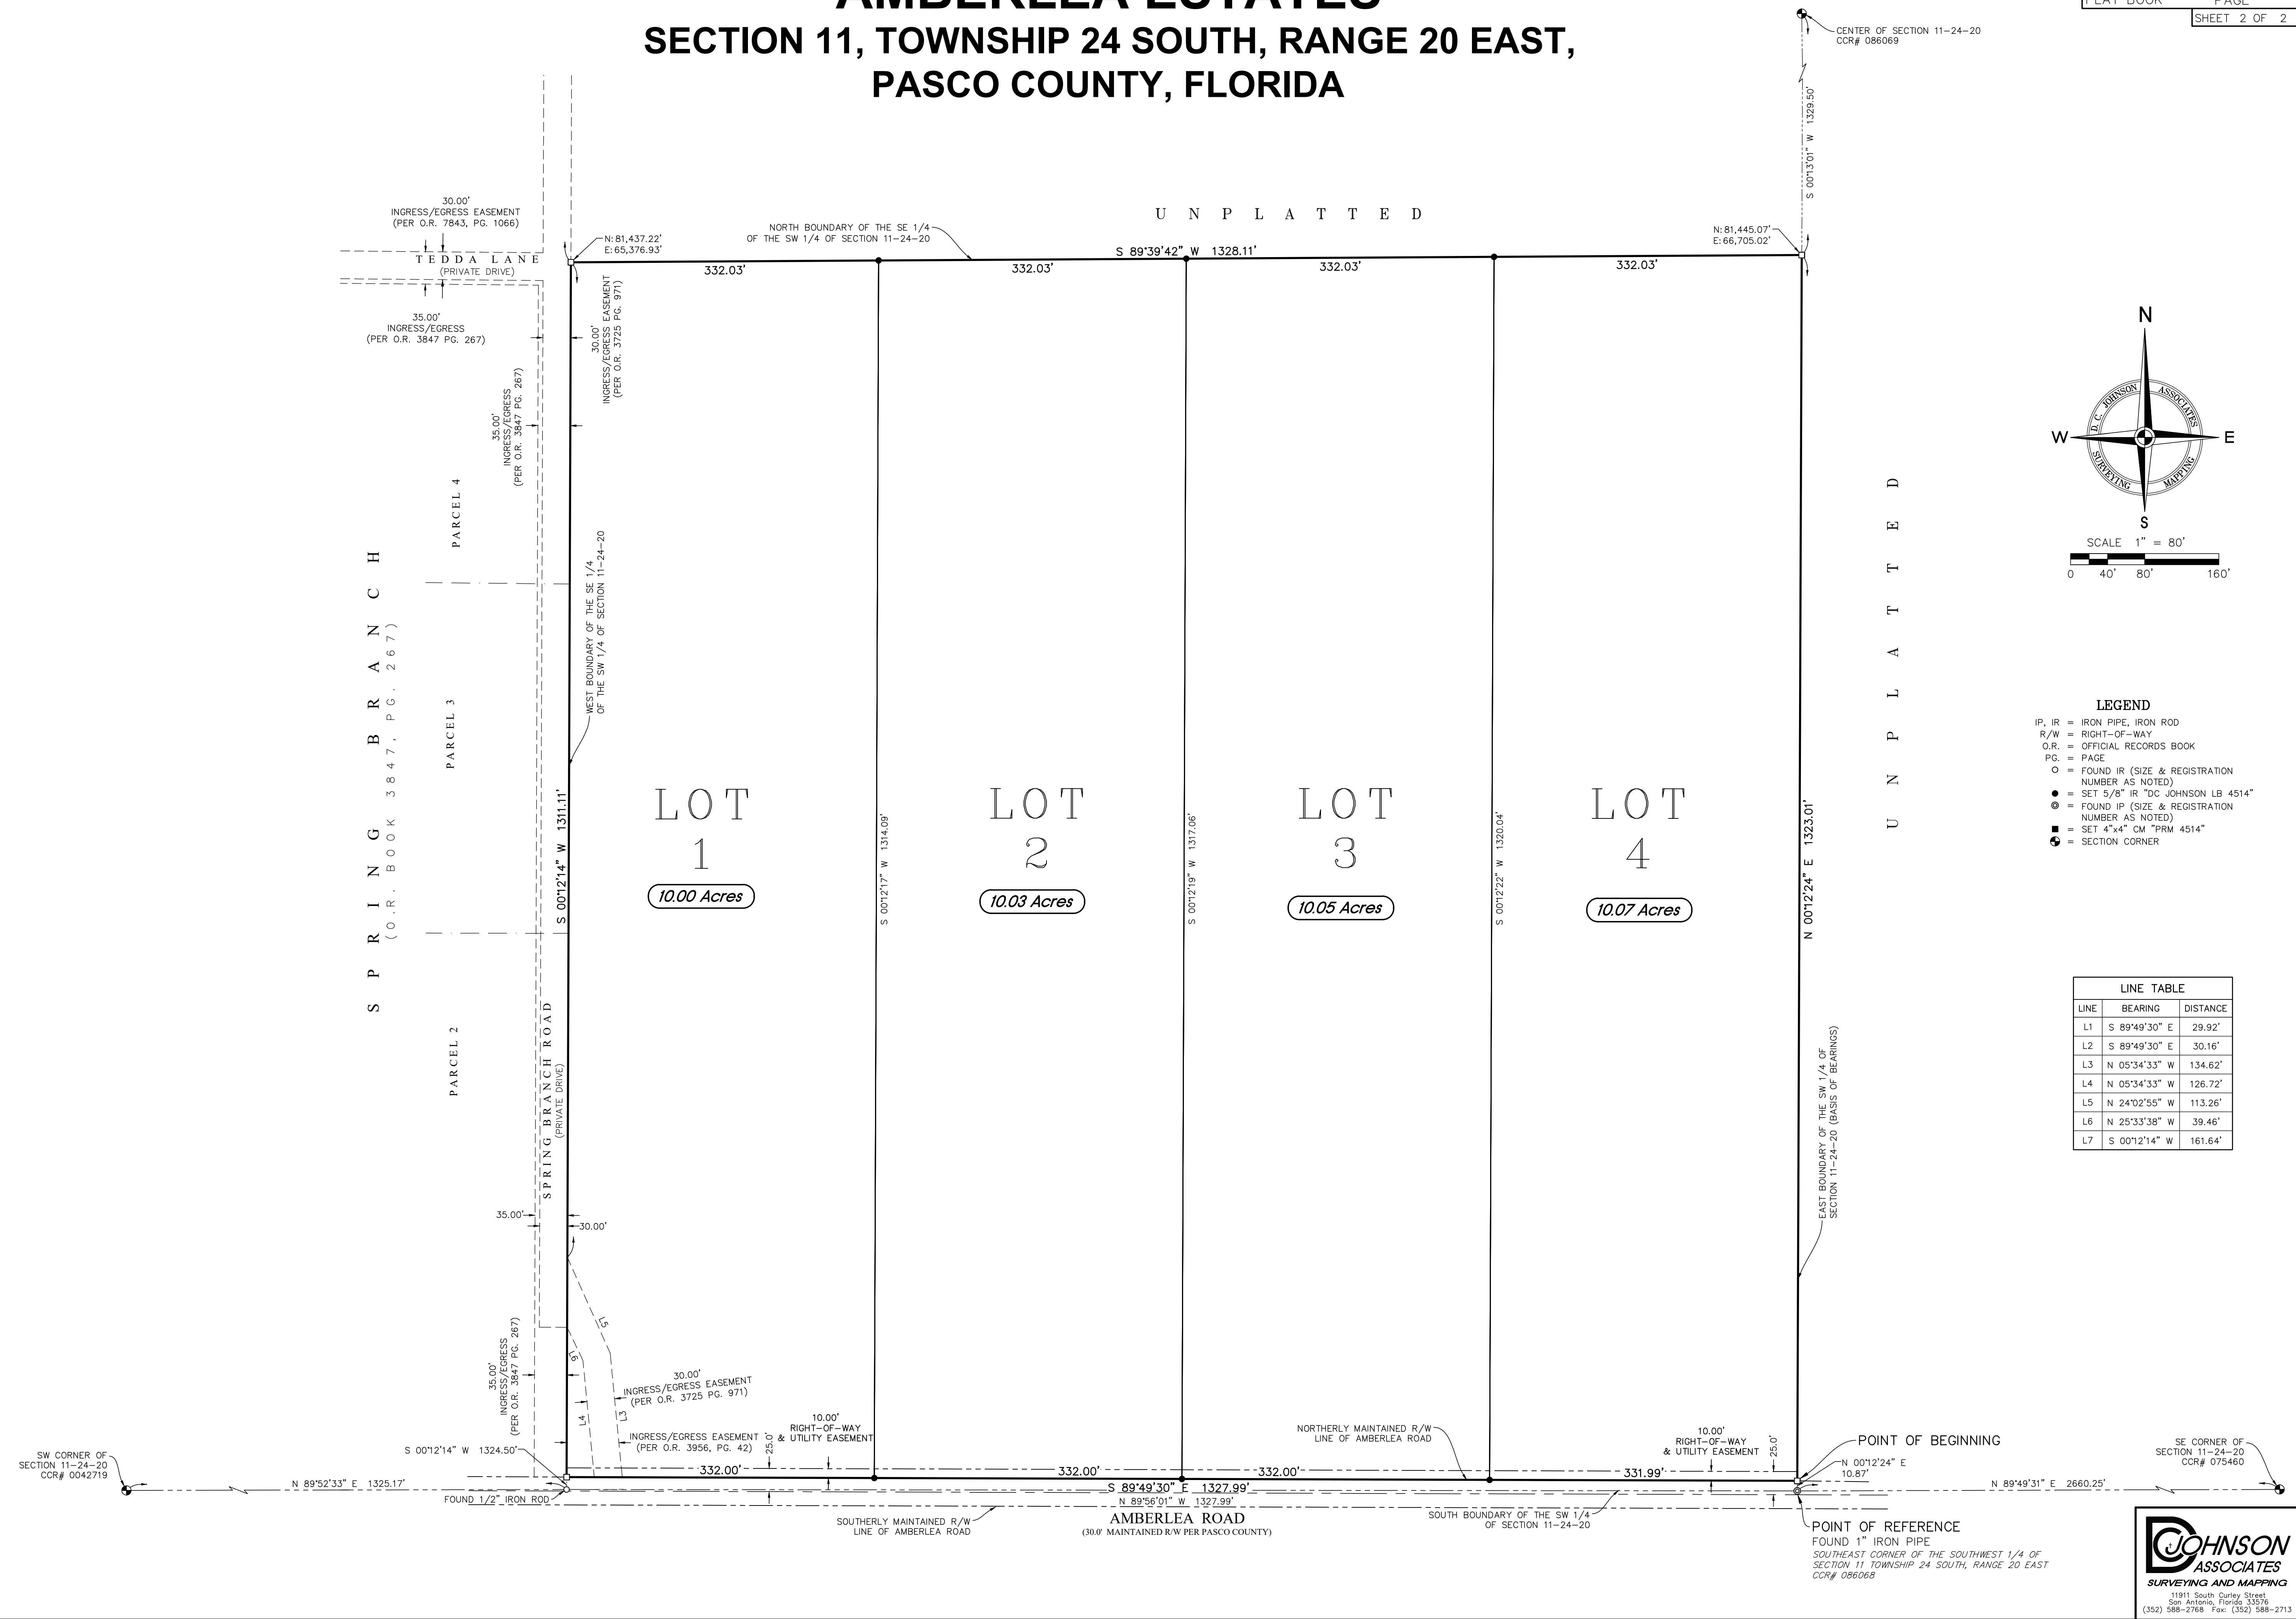 AMBERLEA ESTATES
SECTION 11, TOWNSHIP 24 SOUTH, RANGE 20 EAST,
PASCO COUNTY, FLORIDA
PLAT BOOK PAGE
SHEET 2 OF 2
CENTER OF SECTION 11-24-20
CCR# 086069
S 00°13'01" W 1329.50'
UNPLATTED
30.00'
INGRESS/EGRESS EASEMENT
(PER O.R. 7843, PG. 1066)
TEDDA LANE
(PRIVATE DRIVE)
35.00'
INGRESS/EGRESS
(PER O.R. 3847 PG. 267)
N: 81,437.22'
E: 65,376.93'
NORTH BOUNDARY OF THE SE 1/4
OF THE SW 1/4 OF SECTION 11-24-20
S 89°39'42" W 1328.11'
332.03'
332.03'
332.03'
332.03'
N: 81,445.07'
E: 66,705.02'
30.00'
INGRESS/EGRESS EASEMENT
(PER O.R. 3725 PG. 971)
35.00'
INGRESS/EGRESS
(PER O.R. 3847 PG. 267)
SPRING BRANCH
(O.R. BOOK 3847, PG. 267)
PARCEL 4
PARCEL 3
PARCEL 2
WEST BOUNDARY OF THE SE 1/4
OF THE SW 1/4 OF SECTION 11-24-20
S 00°12'14" W 1311.11'
LOT
1
10.00 Acres
S 00°12'17" W 1314.09'
LOT
2
10.03 Acres
S 00°12'19" W 1317.06'
LOT
3
10.05 Acres
S 00°12'22" W 1320.04'
LOT
4
10.07 Acres
N 00°12'24" E 1323.01'
UNPLATTED
EAST BOUNDARY OF THE SW 1/4 OF
SECTION 11-24-20 (BASIS OF BEARINGS)
SPRING BRANCH ROAD
(PRIVATE DRIVE)
35.00'
30.00'
L5
L6
L4
L3
35.00'
INGRESS/EGRESS
(PER O.R. 3847 PG. 267)
30.00'
INGRESS/EGRESS EASEMENT
(PER O.R. 3725 PG. 971)
INGRESS/EGRESS EASEMENT
(PER O.R. 3956, PG. 42)
25.0'
10.00'
RIGHT-OF-WAY
& UTILITY EASEMENT
NORTHERLY MAINTAINED R/W
LINE OF AMBERLEA ROAD
10.00'
RIGHT-OF-WAY
& UTILITY EASEMENT
25.0'
S 00°12'14" W 1324.50'
SW CORNER OF
SECTION 11-24-20
CCR# 0042719
N 89°52'33" E 1325.17'
FOUND 1/2" IRON ROD
332.00'
332.00'
332.00'
331.99'
S 89°49'30" E 1327.99'
N 89°56'01" W 1327.99'
AMBERLEA ROAD
(30.0' MAINTAINED R/W PER PASCO COUNTY)
SOUTHERLY MAINTAINED R/W
LINE OF AMBERLEA ROAD
SOUTH BOUNDARY OF THE SW 1/4
OF SECTION 11-24-20
POINT OF BEGINNING
N 00°12'24" E
10.87'
N 89°49'31" E 2660.25'
SE CORNER OF
SECTION 11-24-20
CCR# 075460
POINT OF REFERENCE
FOUND 1" IRON PIPE
SOUTHEAST CORNER OF THE SOUTHWEST 1/4 OF
SECTION 11 TOWNSHIP 24 SOUTH, RANGE 20 EAST
CCR# 086068
N
W
E
S
D. C. JOHNSON ASSOCIATES
SURVEYING MAPPING
SCALE 1" = 80'
0 40' 80' 160'
LEGEND
IP, IR = IRON PIPE, IRON ROD
R/W = RIGHT-OF-WAY
O.R. = OFFICIAL RECORDS BOOK
PG. = PAGE
○ = FOUND IR (SIZE & REGISTRATION
NUMBER AS NOTED)
● = SET 5/8" IR "DC JOHNSON LB 4514"
◎ = FOUND IP (SIZE & REGISTRATION
NUMBER AS NOTED)
■ = SET 4"x4" CM "PRM 4514"
= SECTION CORNER
LINE TABLE
LINE BEARING DISTANCE
L1 S 89°49'30" E 29.92'
L2 S 89°49'30" E 30.16'
L3 N 05°34'33" W 134.62'
L4 N 05°34'33" W 126.72'
L5 N 24°02'55" W 113.26'
L6 N 25°33'38" W 39.46'
L7 S 00°12'14" W 161.64'
DC JOHNSON
ASSOCIATES
SURVEYING AND MAPPING
11911 South Curley Street
San Antonio, Florida 33576
(352) 588-2768 Fax: (352) 588-2713